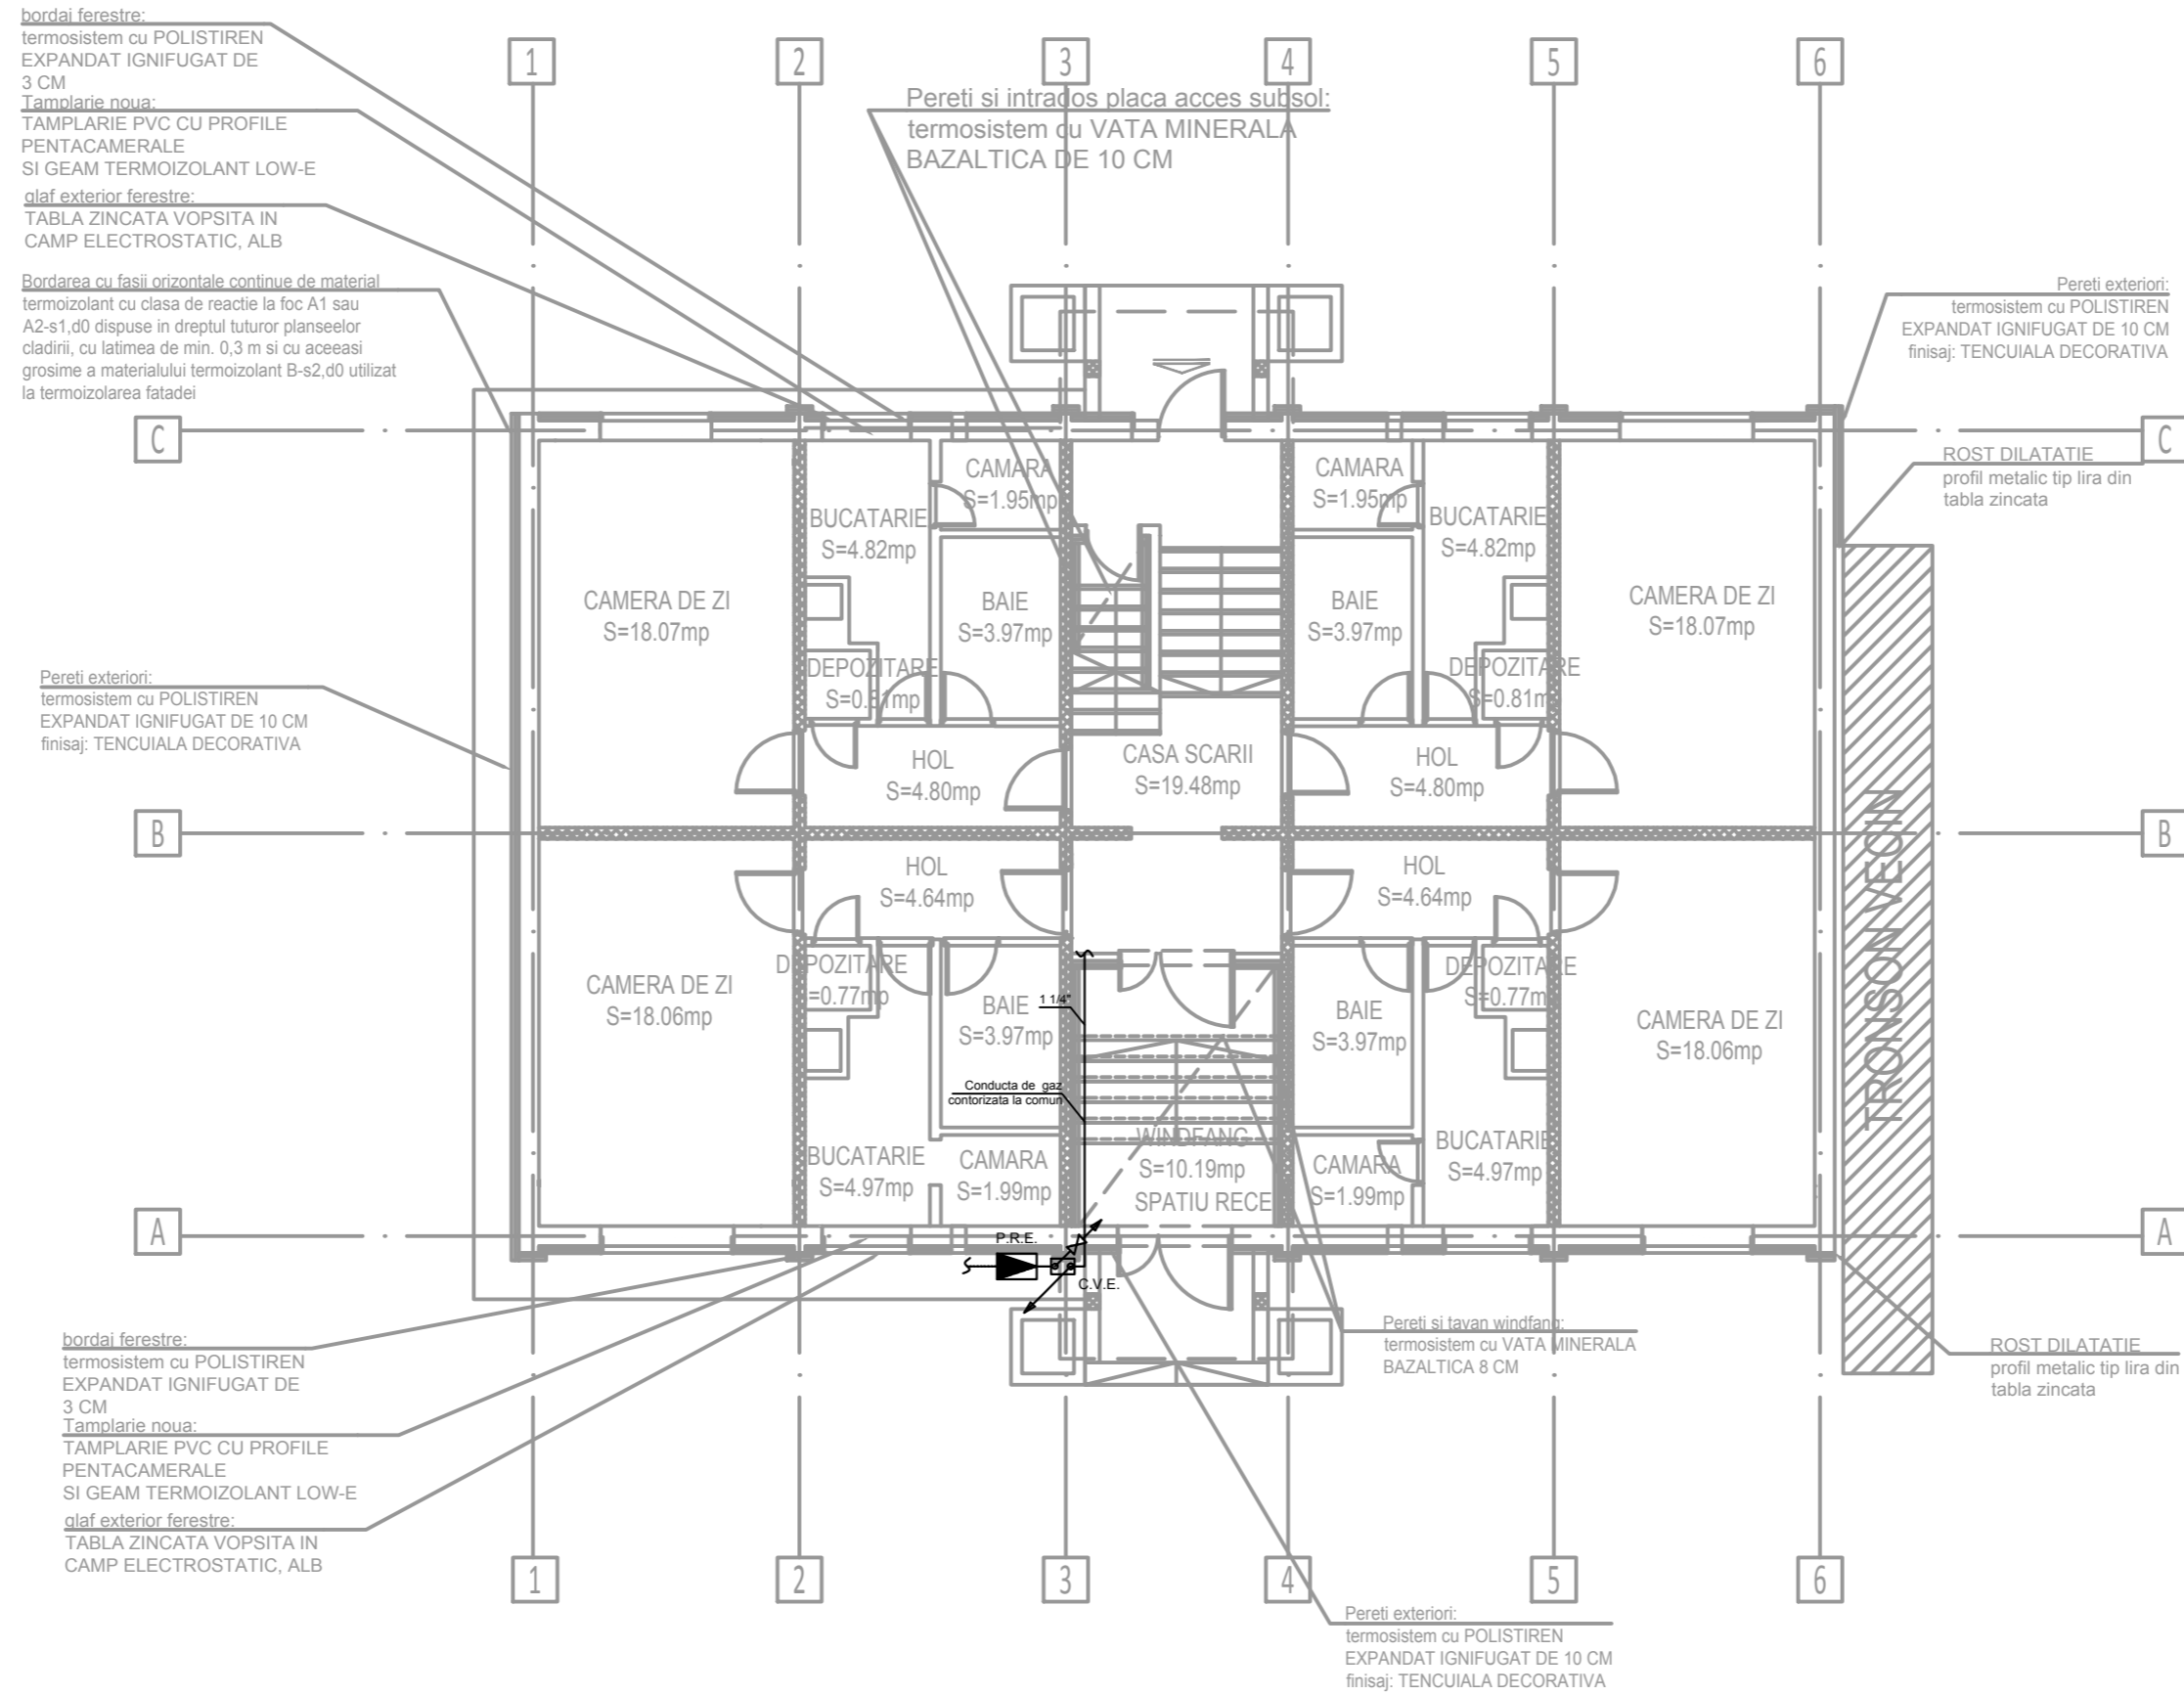 bordai ferestre:
termosistem cu POLISTIREN
EXPANDAT IGNIFUGAT DE
3 CM
Tamplarie noua:
TAMPLARIE PVC CU PROFILE
PENTACAMERALE
SI GEAM TERMOIZOLANT LOW-E
glaf exterior ferestre:
TABLA ZINCATA VOPSITA IN
CAMP ELECTROSTATIC, ALB
Bordarea cu fasii orizontale continue de material
termoizolant cu clasa de reactie la foc A1 sau
A2-s1,d0 dispuse in dreptul tuturor planseelor
cladirii, cu latimea de min. 0,3 m si cu aceeasi
grosime a materialului termoizolant B-s2,d0 utilizat
la termoizolarea fatadei
1
2
3
4
5
6
Pereti si intrados placa acces subsol:
termosistem cu VATA MINERALA
BAZALTICA DE 10 CM
Pereti exteriori:
termosistem cu POLISTIREN
EXPANDAT IGNIFUGAT DE 10 CM
finisaj: TENCUIALA DECORATIVA
C
C
ROST DILATATIE
profil metalic tip lira din
tabla zincata
CAMARA
S=1.95mp
CAMARA
S=1.95mp
BUCATARIE
S=4.82mp
BUCATARIE
S=4.82mp
CAMERA DE ZI
S=18.07mp
BAIE
S=3.97mp
BAIE
S=3.97mp
CAMERA DE ZI
S=18.07mp
DEPOZITARE
S=0.81mp
DEPOZITARE
S=0.81m
Pereti exteriori:
termosistem cu POLISTIREN
EXPANDAT IGNIFUGAT DE 10 CM
finisaj: TENCUIALA DECORATIVA
HOL
S=4.80mp
CASA SCARII
S=19.48mp
HOL
S=4.80mp
B
B
TRONSON VECIN
HOL
S=4.64mp
HOL
S=4.64mp
DEPOZITARE
=0.77mp
DEPOZITARE
S=0.77m
CAMERA DE ZI
S=18.06mp
BAIE
S=3.97mp
1 1/4"
BAIE
S=3.97mp
CAMERA DE ZI
S=18.06mp
Conducta de gaz
contorizata la comun
BUCATARIE
S=4.97mp
CAMARA
S=1.99mp
WINDFANG
S=10.19mp
SPATIU RECE
CAMARA
S=1.99mp
BUCATARIE
S=4.97mp
A
A
P.R.E.
C.V.E.
bordai ferestre:
termosistem cu POLISTIREN
EXPANDAT IGNIFUGAT DE
3 CM
Tamplarie noua:
TAMPLARIE PVC CU PROFILE
PENTACAMERALE
SI GEAM TERMOIZOLANT LOW-E
glaf exterior ferestre:
TABLA ZINCATA VOPSITA IN
CAMP ELECTROSTATIC, ALB
Pereti si tavan windfang:
termosistem cu VATA MINERALA
BAZALTICA 8 CM
ROST DILATATIE
profil metalic tip lira din
tabla zincata
1
2
3
4
5
6
Pereti exteriori:
termosistem cu POLISTIREN
EXPANDAT IGNIFUGAT DE 10 CM
finisaj: TENCUIALA DECORATIVA